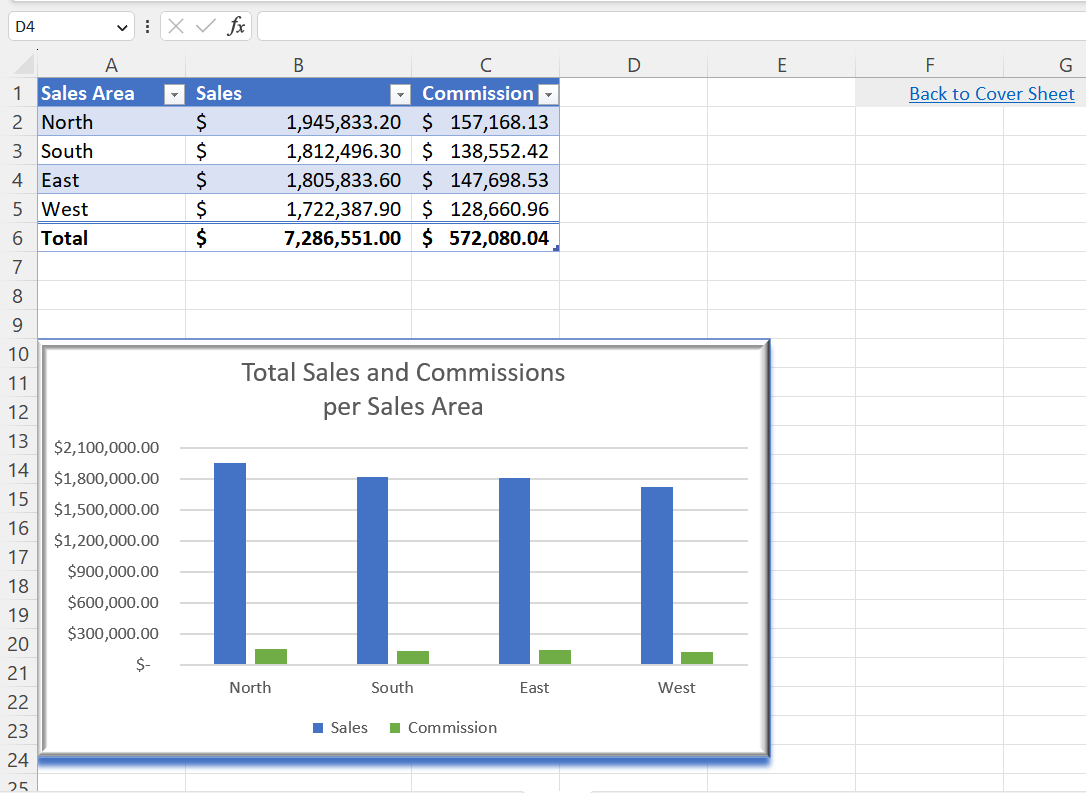 D4 fx
A B C D E F G
1 Sales Area Sales Commission Back to Cover Sheet
2 North $ 1,945,833.20 $ 157,168.13
3 South $ 1,812,496.30 $ 138,552.42
4 East $ 1,805,833.60 $ 147,698.53
5 West $ 1,722,387.90 $ 128,660.96
6 Total $ 7,286,551.00 $ 572,080.04
7
8
9
10
11
12
13
14
15
16
17
18
19
20
21
22
23
24
25
Total Sales and Commissions
per Sales Area
$2,100,000.00
$1,800,000.00
$1,500,000.00
$1,200,000.00
$900,000.00
$600,000.00
$300,000.00
$-
North South East West
Sales Commission